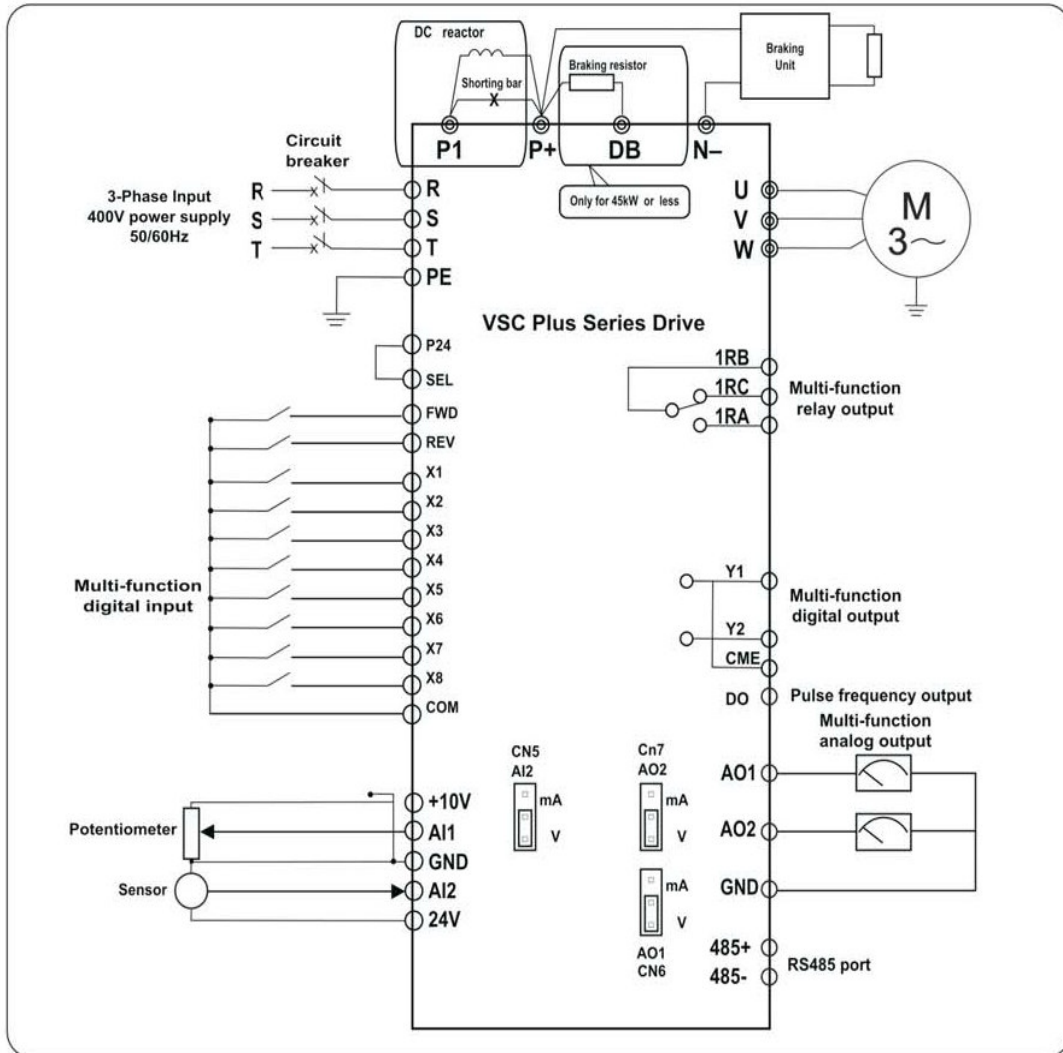 DC reactor
Shorting bar
X
Braking resistor
Braking
Unit
P1
P+
DB
N–
Only for 45kW or less
Circuit
breaker
3-Phase Input
400V power supply
50/60Hz
R
S
T
R
S
T
PE
U
V
W
M
3~
VSC Plus Series Drive
P24
SEL
FWD
REV
X1
X2
X3
X4
X5
X6
X7
X8
COM
Multi-function
digital input
1RB
1RC
1RA
Multi-function
relay output
Y1
Y2
CME
Multi-function
digital output
DO
Pulse frequency output
Multi-function
analog output
CN5
AI2
mA
V
Cn7
AO2
mA
V
mA
V
AO1
CN6
+10V
AI1
GND
AI2
24V
Potentiometer
Sensor
AO1
AO2
GND
485+
485-
RS485 port